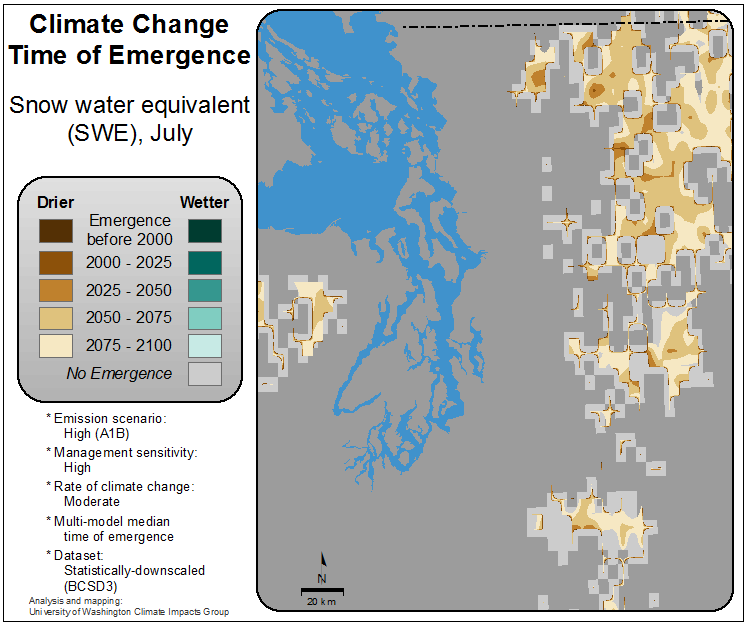 Climate Change
Time of Emergence
Snow water equivalent
(SWE), July
Drier
Wetter
Emergence
before 2000
2000 - 2025
2025 - 2050
2050 - 2075
2075 - 2100
No Emergence
* Emission scenario:
High (A1B)
* Management sensitivity:
High
* Rate of climate change:
Moderate
* Multi-model median
time of emergence
* Dataset:
Statistically-downscaled
(BCSD3)
Analysis and mapping:
University of Washington Climate Impacts Group
N
20 km